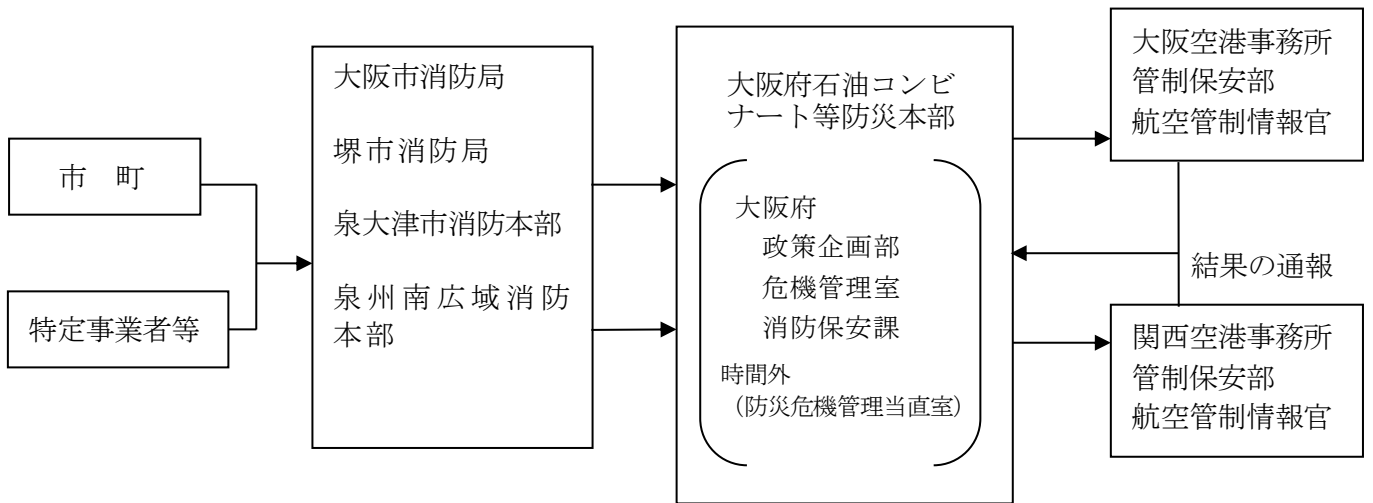 市　町
特定事業者等
大阪市消防局
堺市消防局
泉大津市消防本部
泉州南広域消防
本部
大阪府石油コンビ
ナート等防災本部
大阪府
政策企画部
危機管理室
消防保安課
時間外
（防災危機管理当直室）
大阪空港事務所
管制保安部
航空管制情報官
結果の通報
関西空港事務所
管制保安部
航空管制情報官